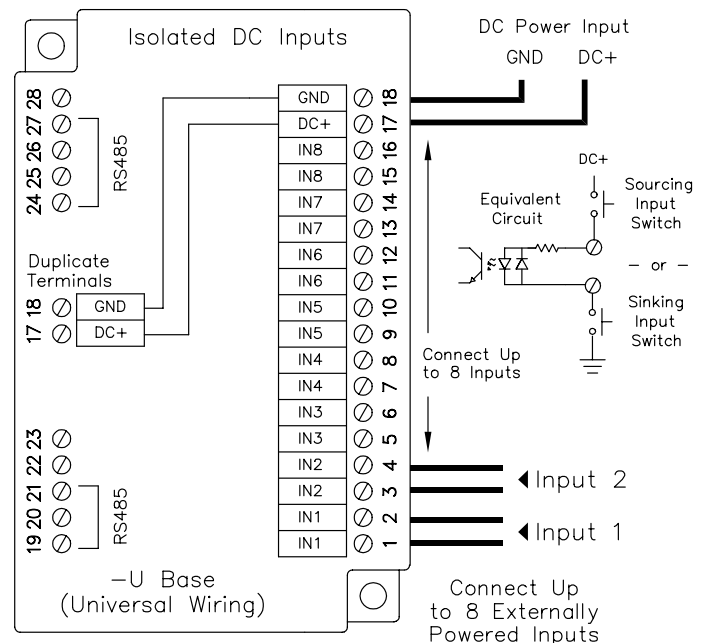 Isolated DC Inputs
DC Power Input
GND DC+
28
27
26
25
24
RS485
Duplicate
Terminals
18 GND
17 DC+
23
22
21
20
19
RS485
GND 18
DC+ 17
IN8 16
IN8 15
IN7 14
IN7 13
IN6 12
IN6 11
IN5 10
IN5 9
IN4 8
IN4 7
IN3 6
IN3 5
IN2 4
IN2 3
IN1 2
IN1 1
-U Base
(Universal Wiring)
DC+
Sourcing
Input
Switch
Equivalent
Circuit
- or -
Sinking
Input
Switch
Connect Up
to 8 Inputs
Input 2
Input 1
Connect Up
to 8 Externally
Powered Inputs